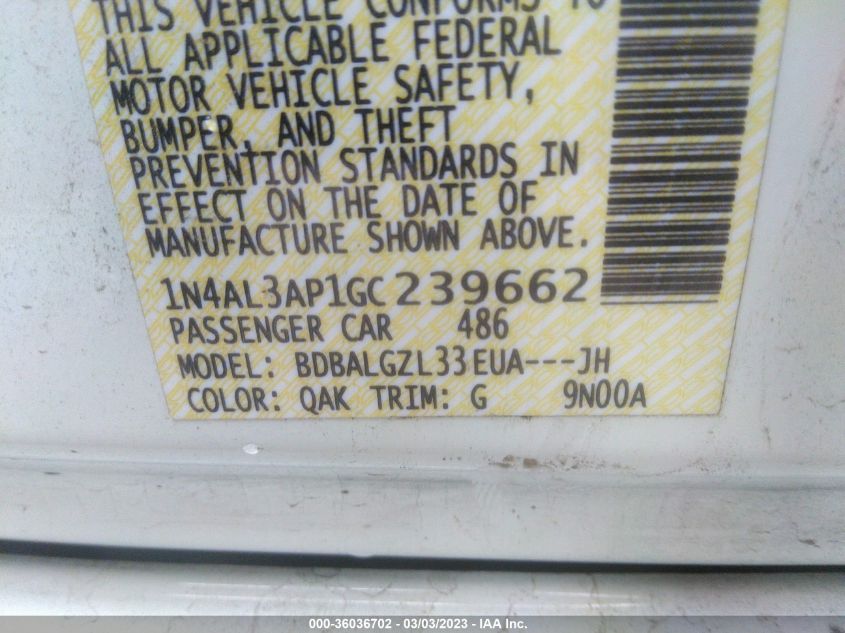 THIS VEHICLE CONFORMS TO
ALL APPLICABLE FEDERAL
MOTOR VEHICLE SAFETY,
BUMPER, AND THEFT
PREVENTION STANDARDS IN
EFFECT ON THE DATE OF
MANUFACTURE SHOWN ABOVE.
1N4AL3AP1GC239662
PASSENGER CAR 486
MODEL: BDBALGZL33EUA---JH
COLOR: QAK TRIM: G 9N00A
000-36036702 - 03/03/2023 - IAA Inc.